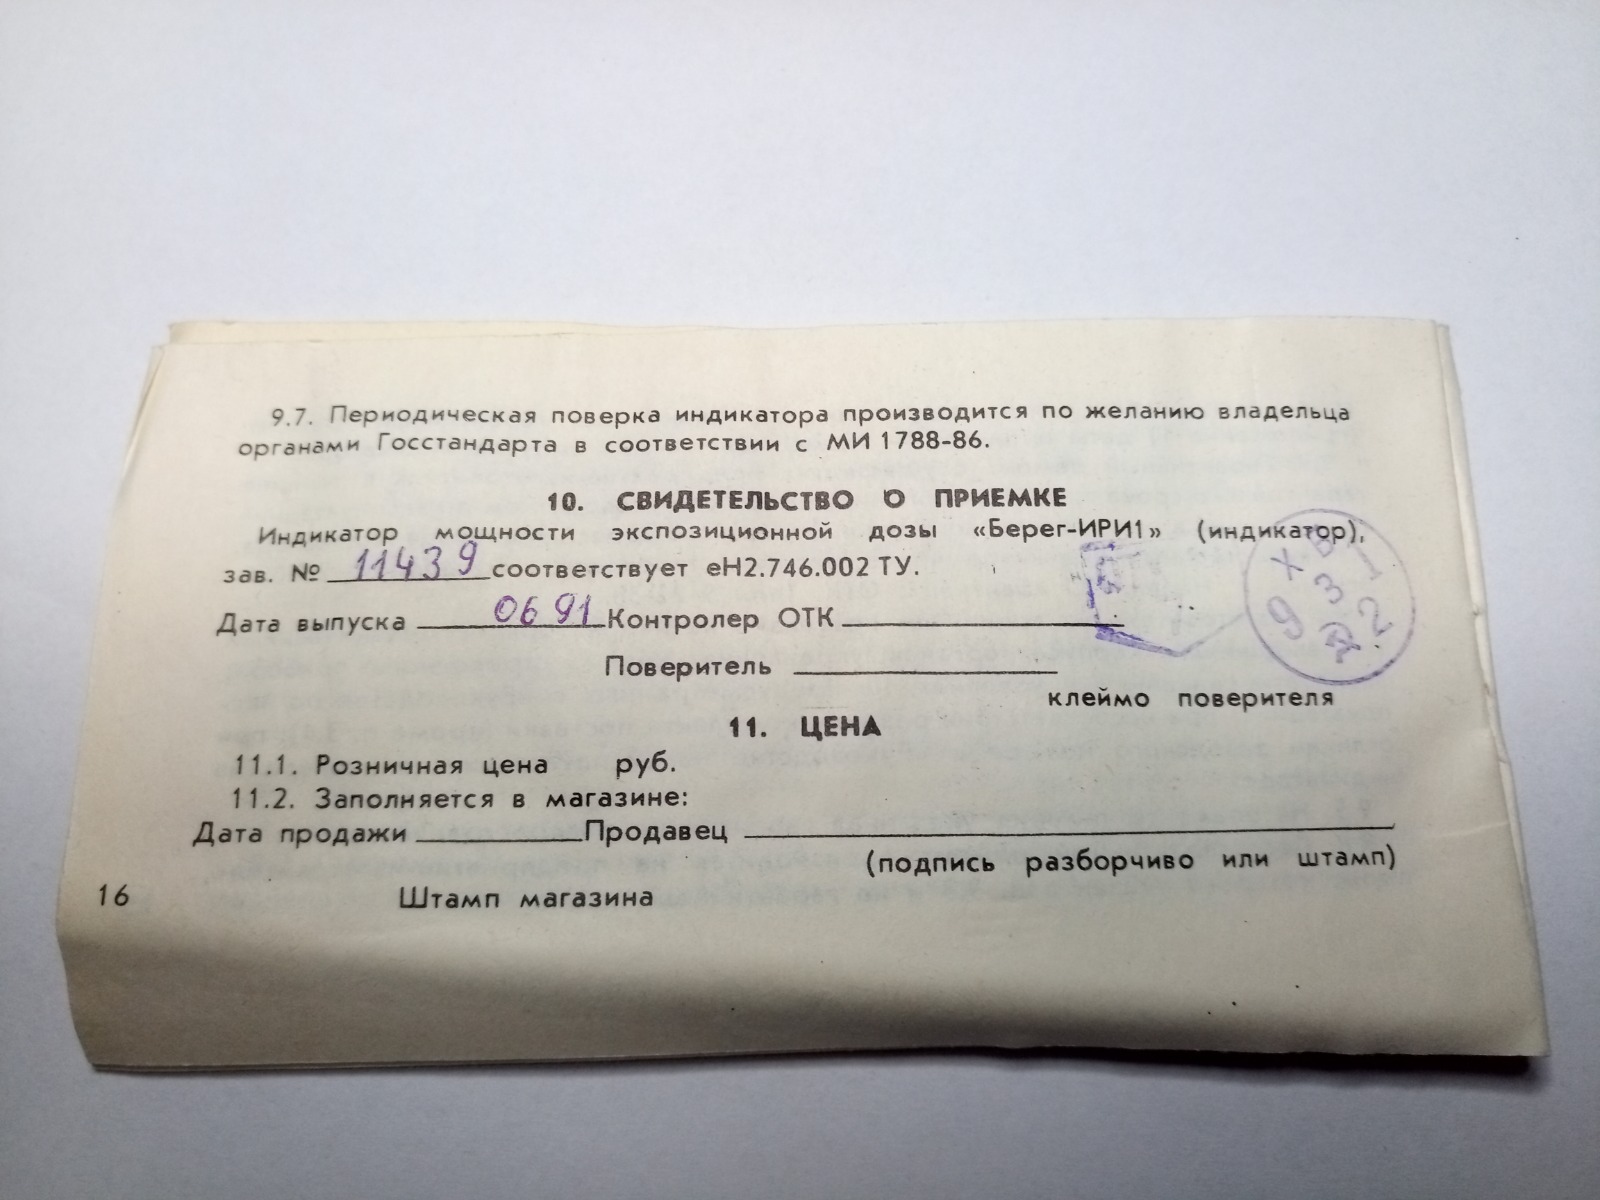 9.7. Периодическая поверка индикатора производится по желанию владельца
органами Госстандарта в соответствии с МИ 1788-86.
10. СВИДЕТЕЛЬСТВО О ПРИЕМКЕ
Индикатор мощности экспозиционной дозы «Берег-ИРИ1» (индикатор),
зав. № 11439 соответствует еН2.746.002 ТУ.
Дата выпуска 06 91 Контролер ОТК
Поверитель
клеймо поверителя
11. ЦЕНА
11.1. Розничная цена руб.
11.2. Заполняется в магазине:
Дата продажи Продавец
(подпись разборчиво или штамп)
16 Штамп магазина